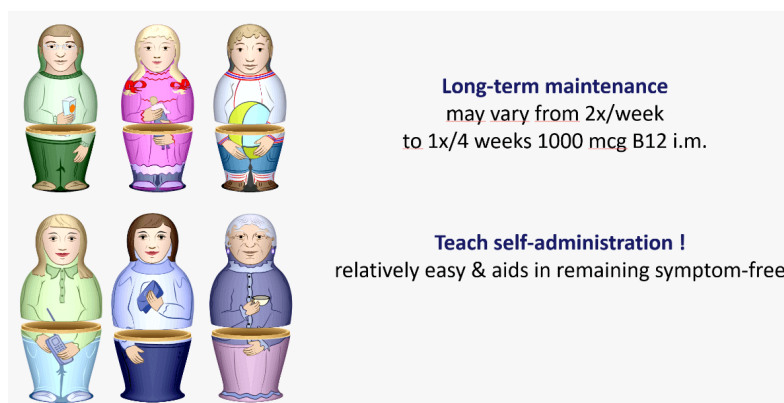 Long-term maintenance
may vary from 2x/week
to 1x/4 weeks 1000 mcg B12 i.m.
Teach self-administration !
relatively easy & aids in remaining symptom-free